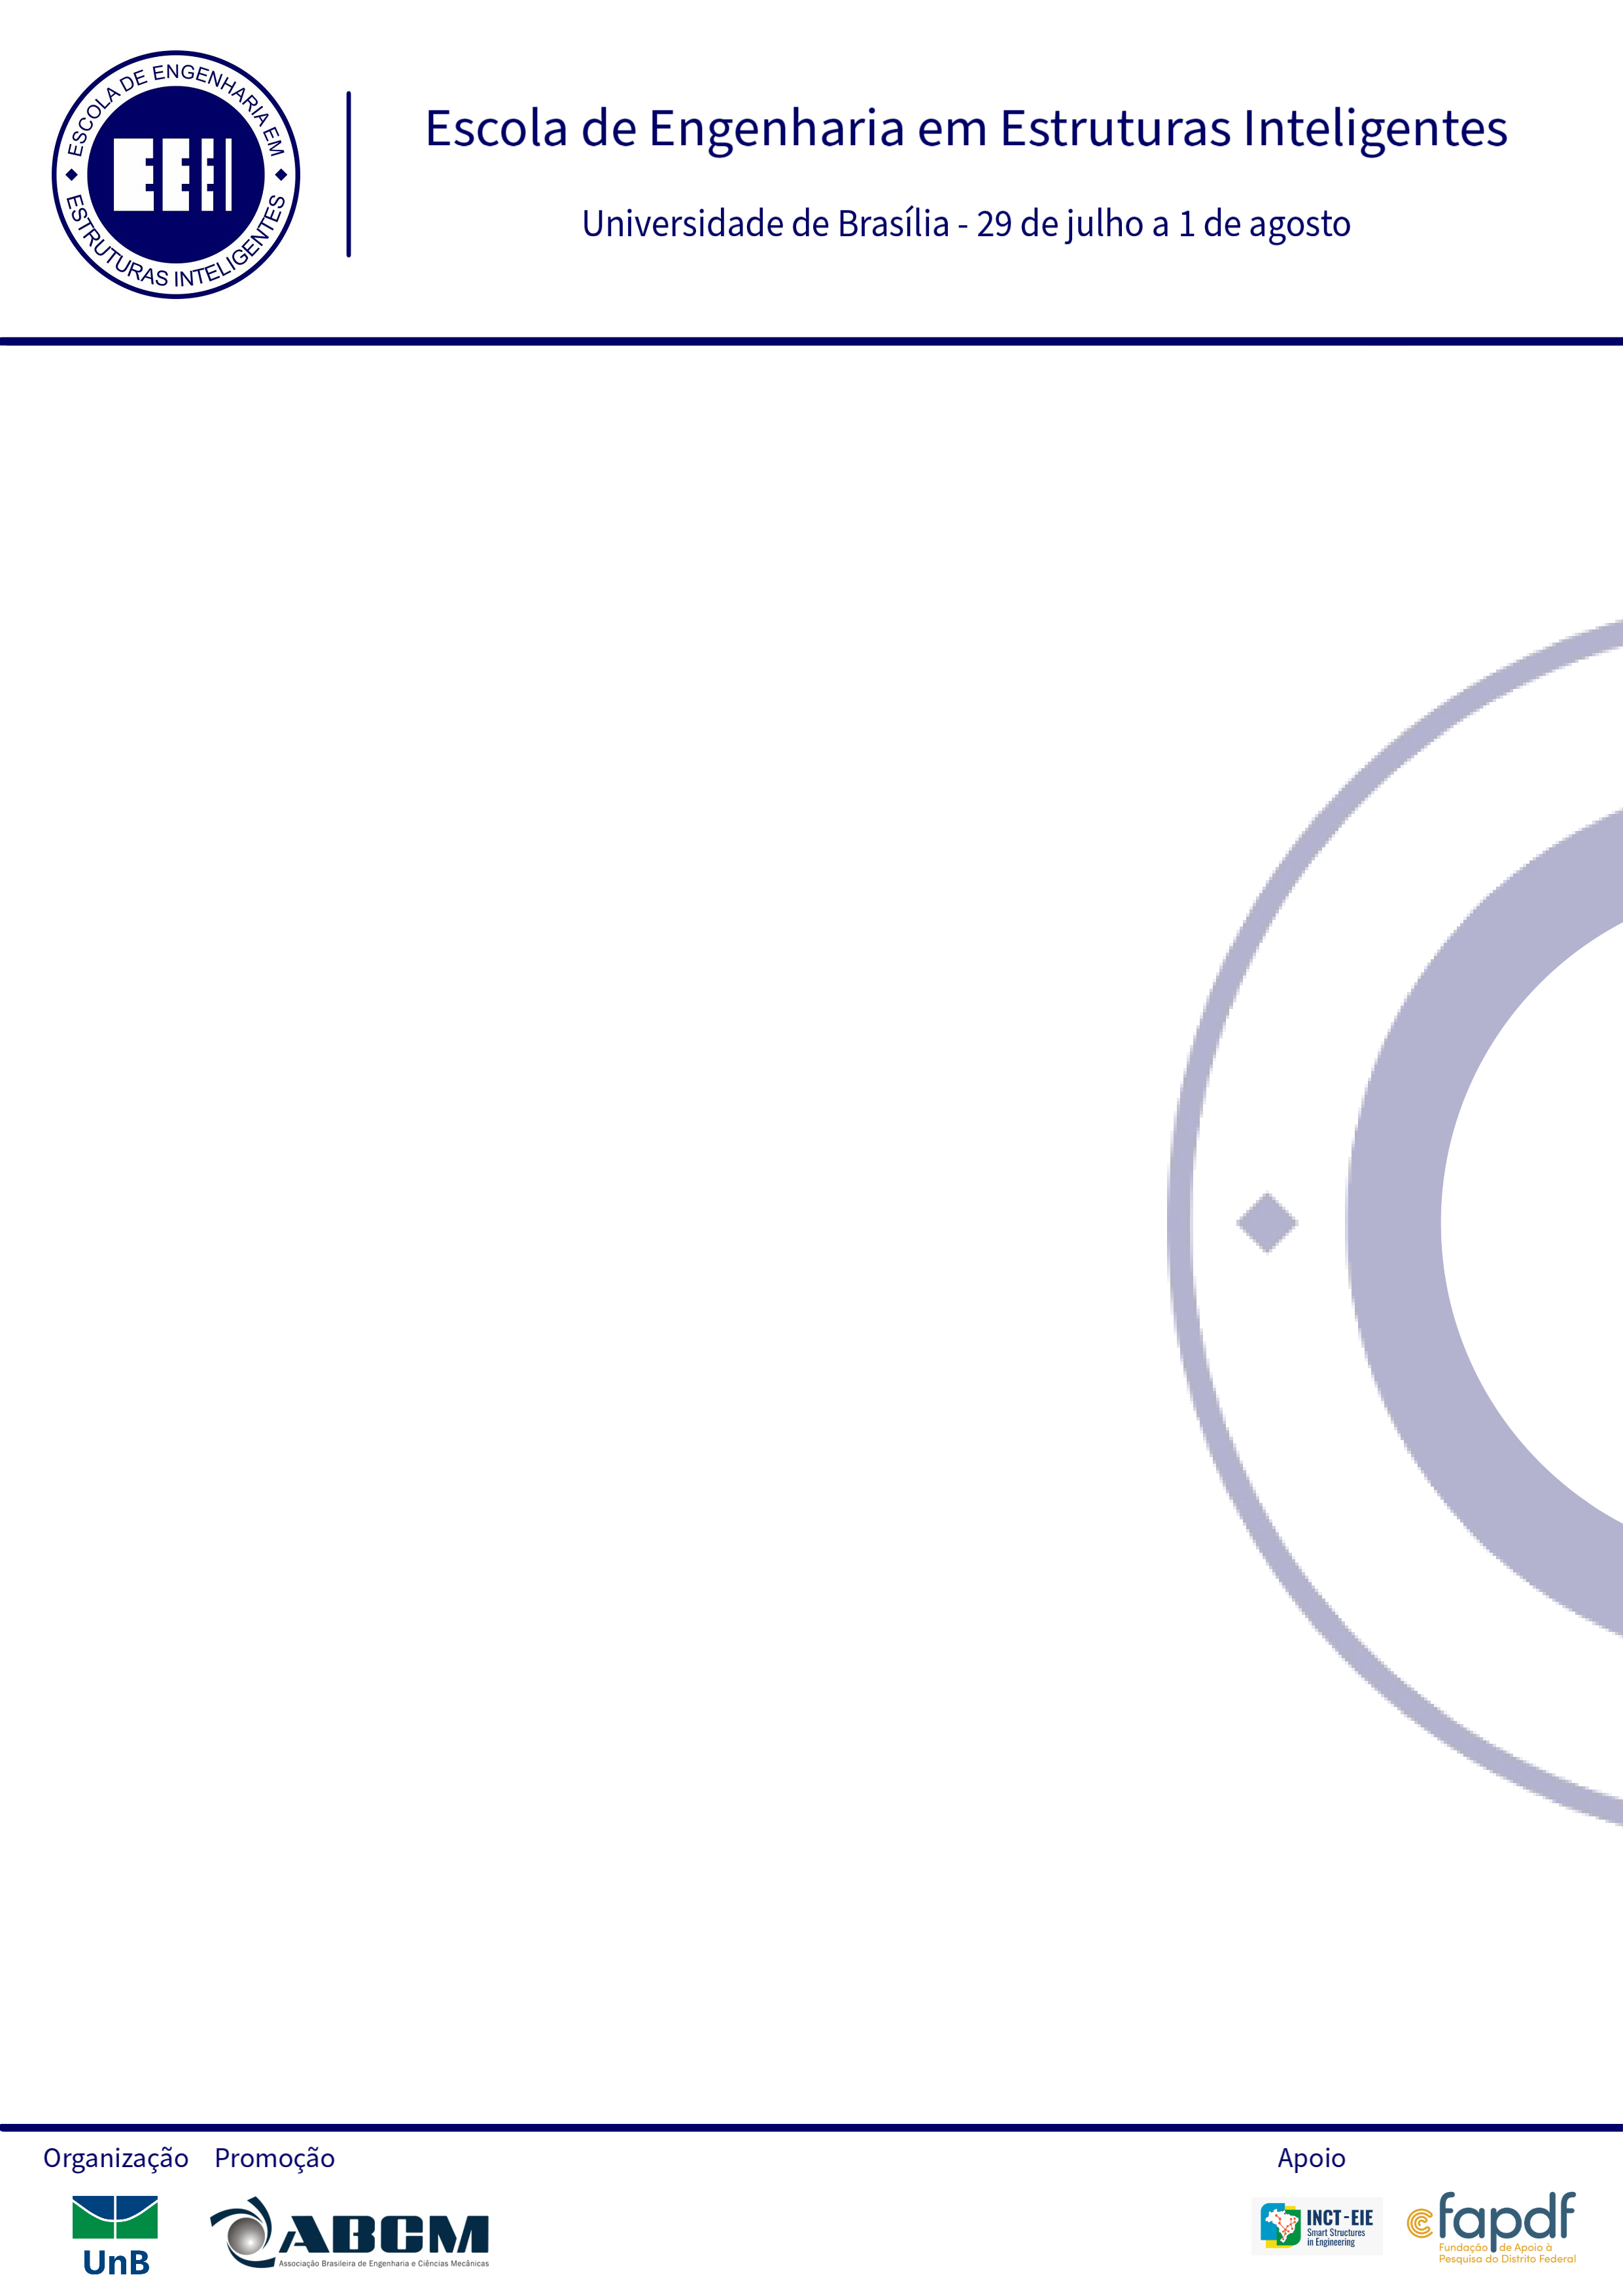 ESCOLA DE ENGENHARIA EM
ESTRUTURAS INTELIGENTES
EEEI
Escola de Engenharia em Estruturas Inteligentes
Universidade de Brasília - 29 de julho a 1 de agosto
Organização
Promoção
Apoio
UnB
ABCM
Associação Brasileira de Engenharia e Ciências Mecânicas
INCT-EIE
Smart Structures
in Engineering
fapdf
Fundação de Apoio à
Pesquisa do Distrito Federal